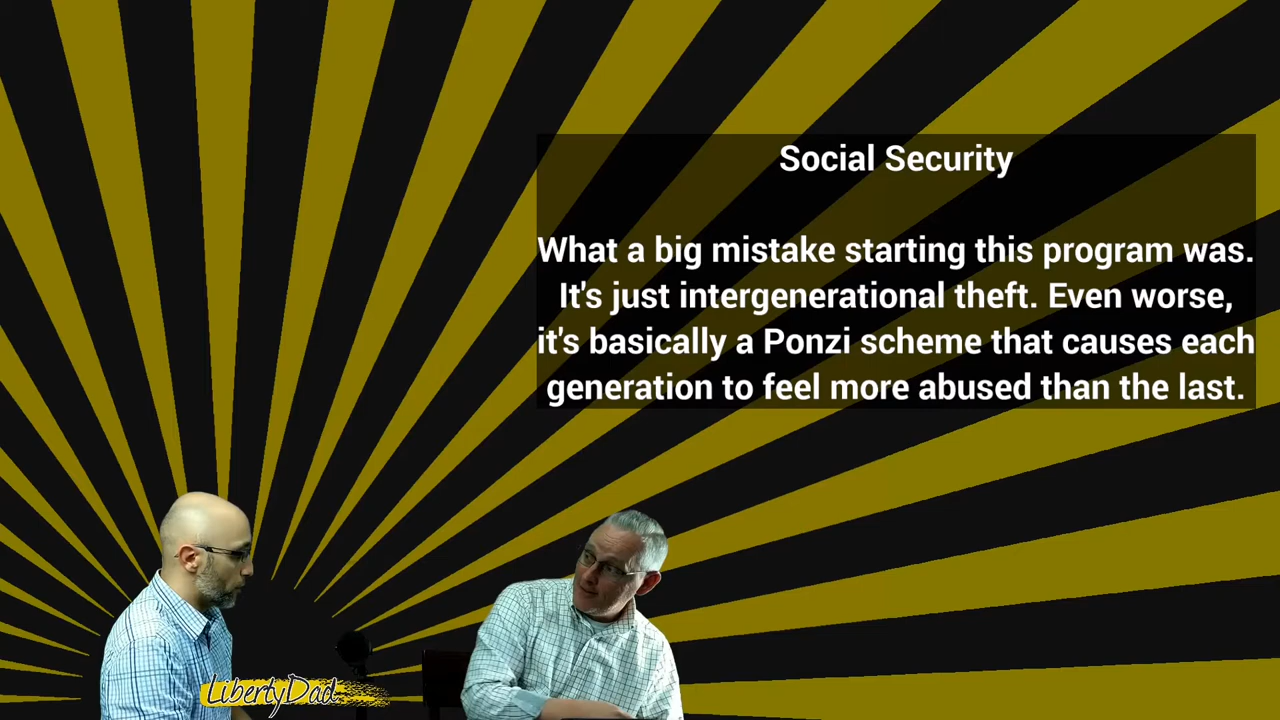 Social Security
What a big mistake starting this program was.
It's just intergenerational theft. Even worse,
it's basically a Ponzi scheme that causes each
generation to feel more abused than the last.
LibertyDad